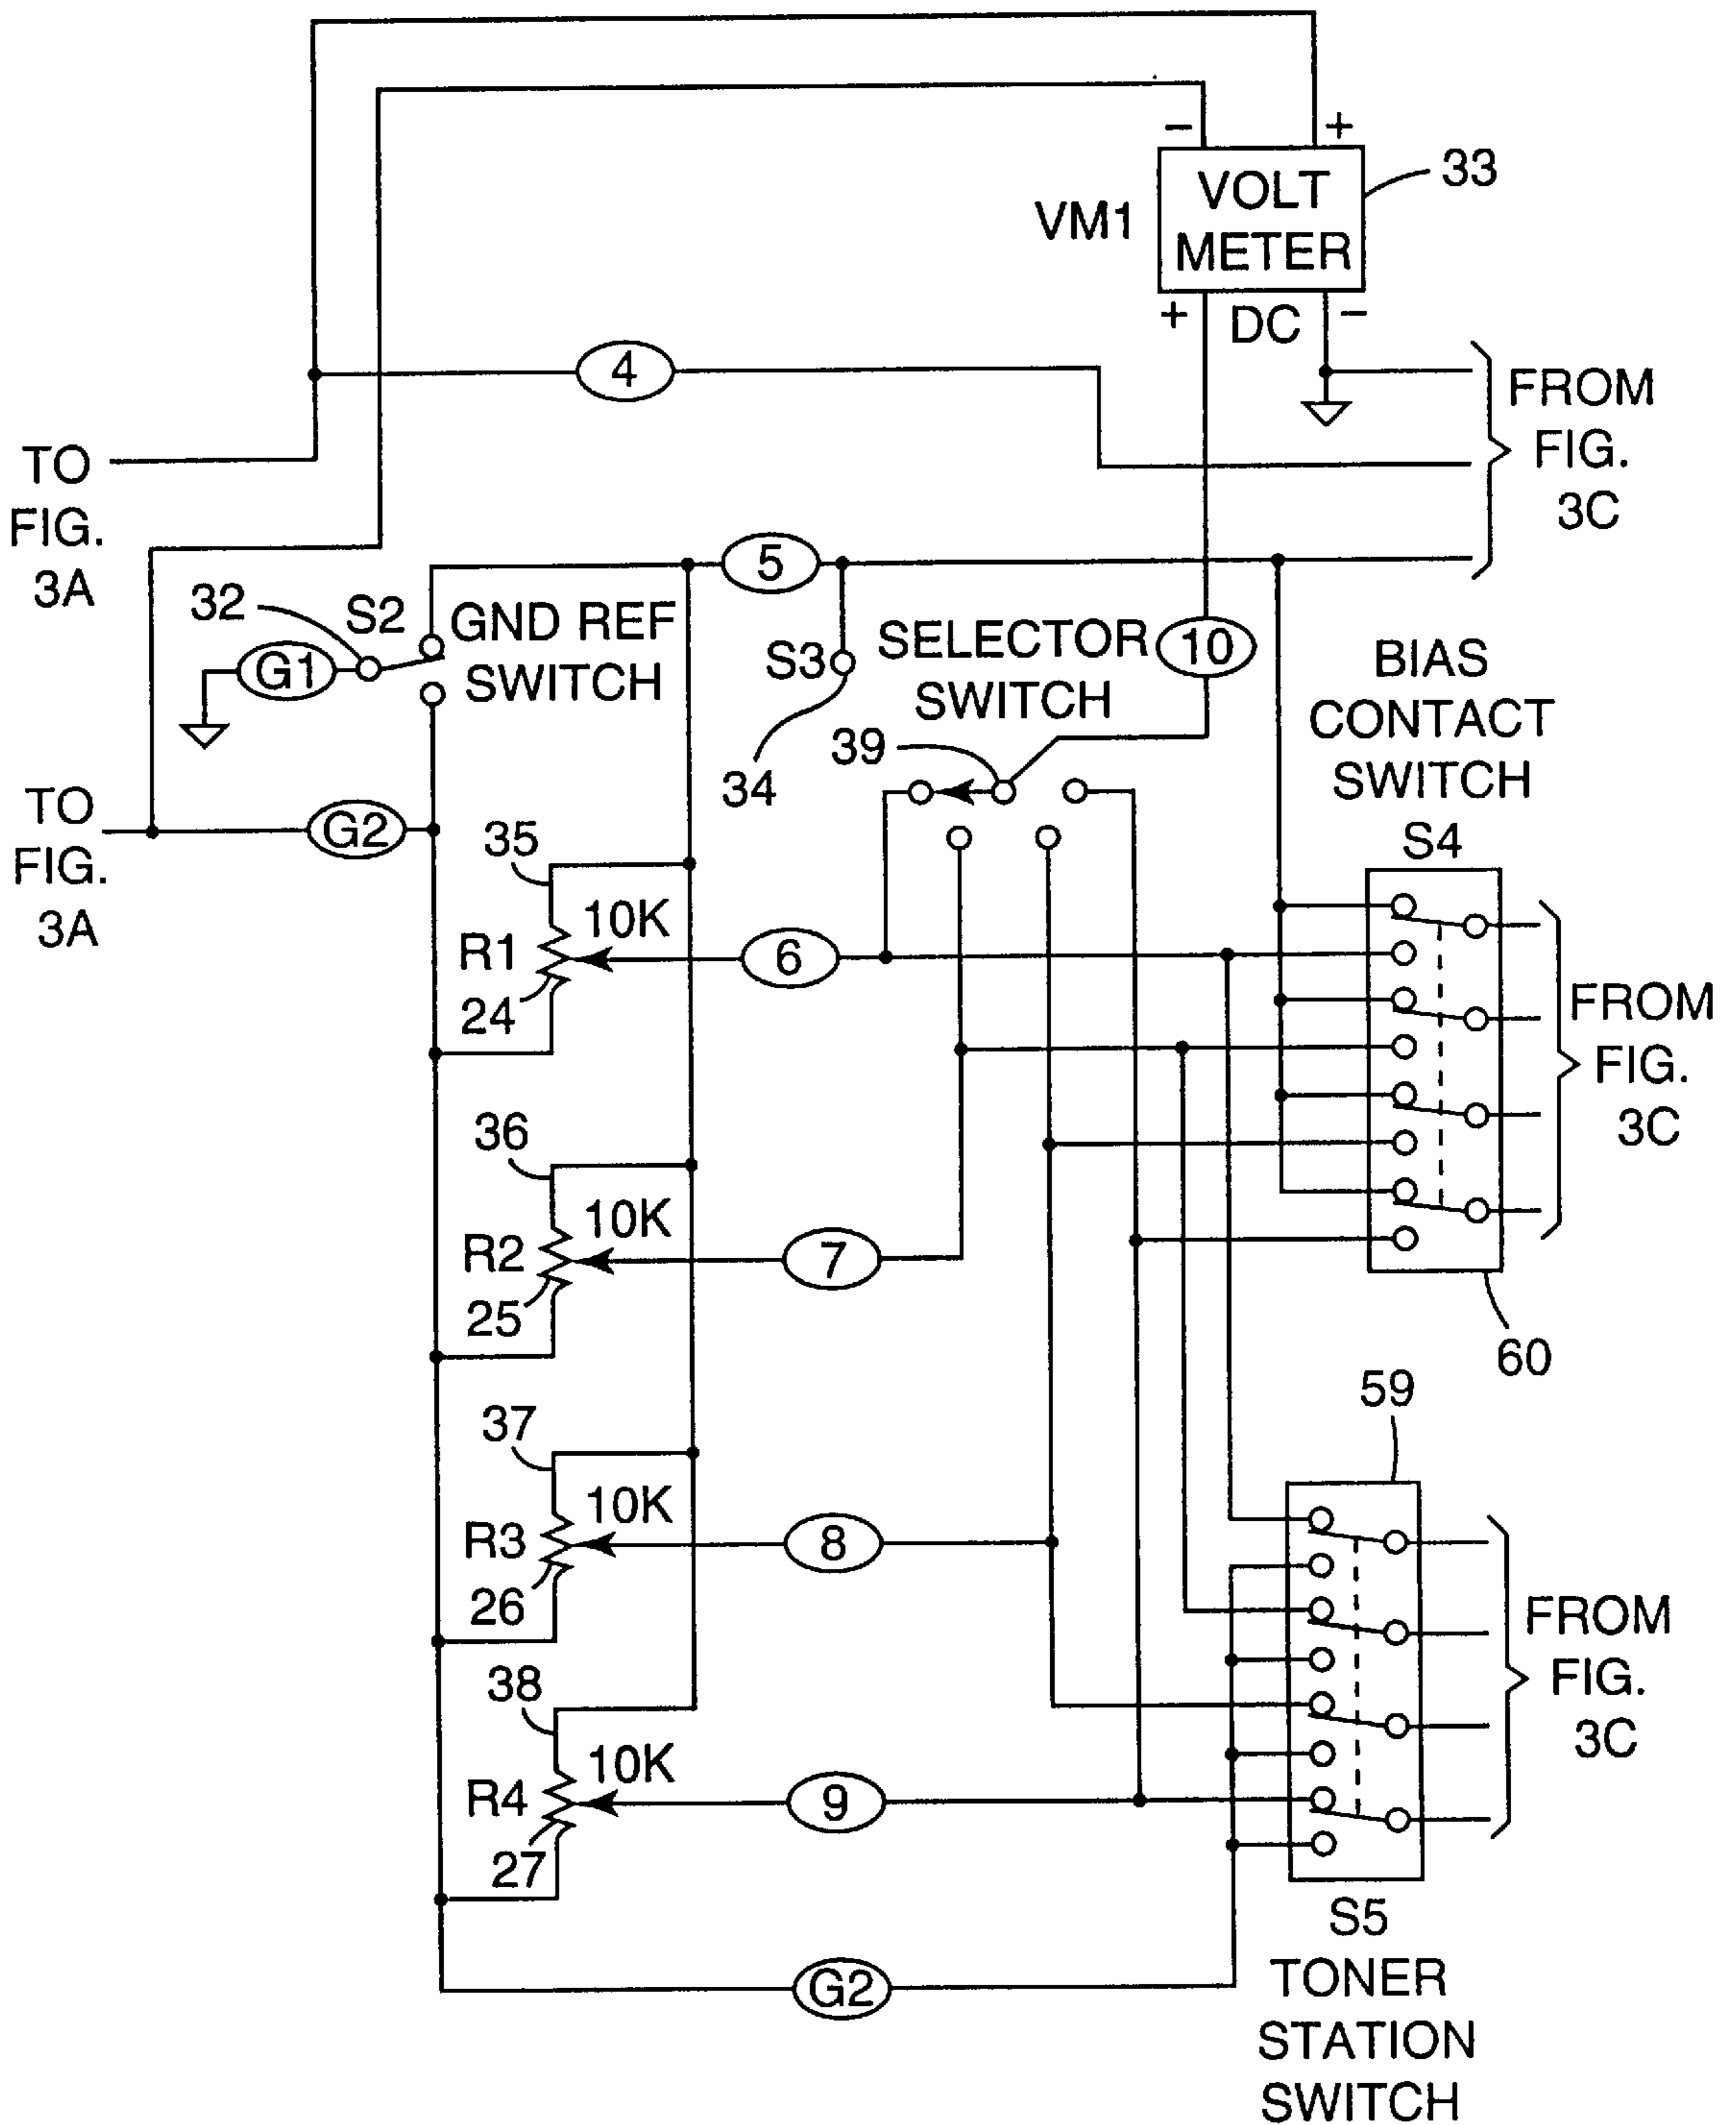 − +
VOLT
METER
33
VM1
+ DC −
4
FROM
FIG.
3C
TO
FIG.
3A
5
32
S2
GND REF
SWITCH
G1
S3
34
SELECTOR
SWITCH
10
39
BIAS
CONTACT
SWITCH
S4
TO
FIG.
3A
G2
35
10K
R1
24
6
FROM
FIG.
3C
36
10K
R2
25
7
60
59
37
10K
R3
26
8
FROM
FIG.
3C
38
10K
R4
27
9
G2
S5
TONER
STATION
SWITCH